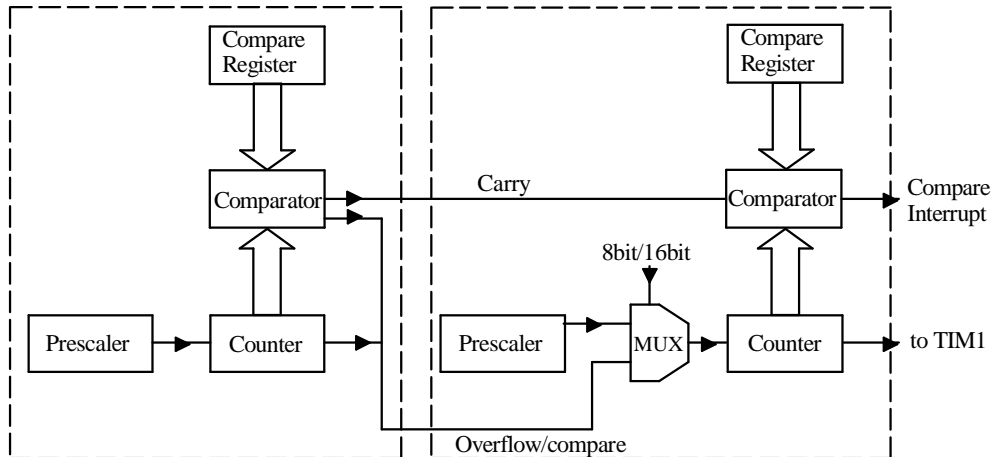 Compare
Register
Compare
Register
Comparator
Carry
Comparator
Compare
Interrupt
8bit/16bit
Prescaler
Counter
Prescaler
MUX
Counter
to TIM1
Overflow/compare